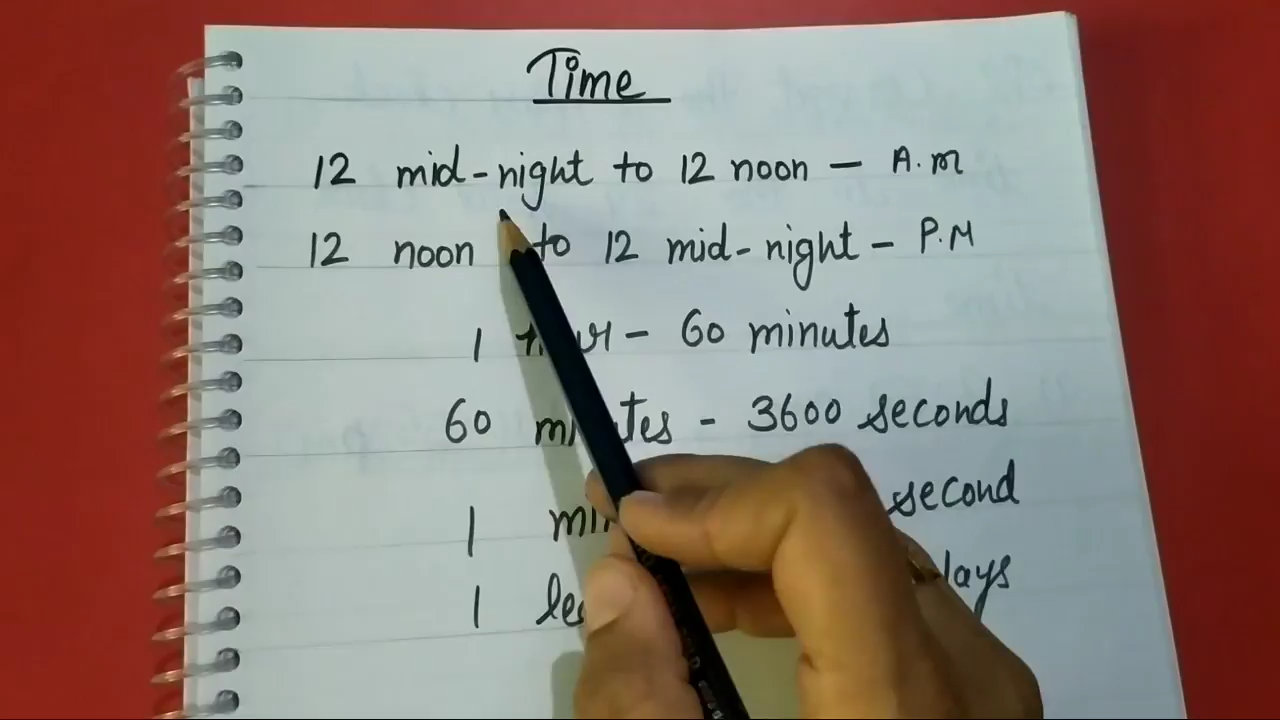 Time
12 mid-night to 12 noon - A.M
12 noon to 12 mid-night - P.M
1 - 60 minutes
60 minutes - 3600 seconds
1 second
1